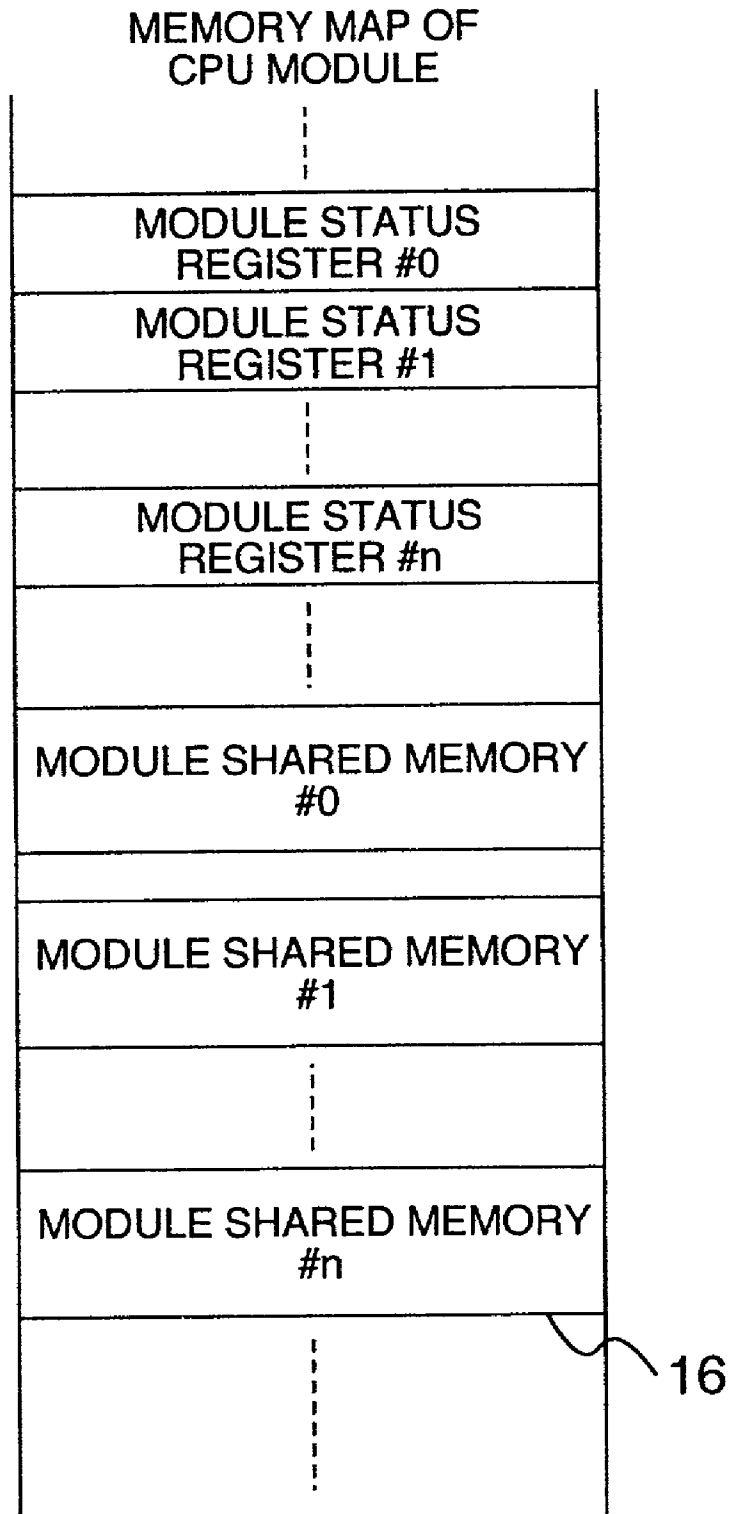 MEMORY MAP OF
CPU MODULE
MODULE STATUS
REGISTER #0
MODULE STATUS
REGISTER #1
MODULE STATUS
REGISTER #n
MODULE SHARED MEMORY
#0
MODULE SHARED MEMORY
#1
MODULE SHARED MEMORY
#n
16